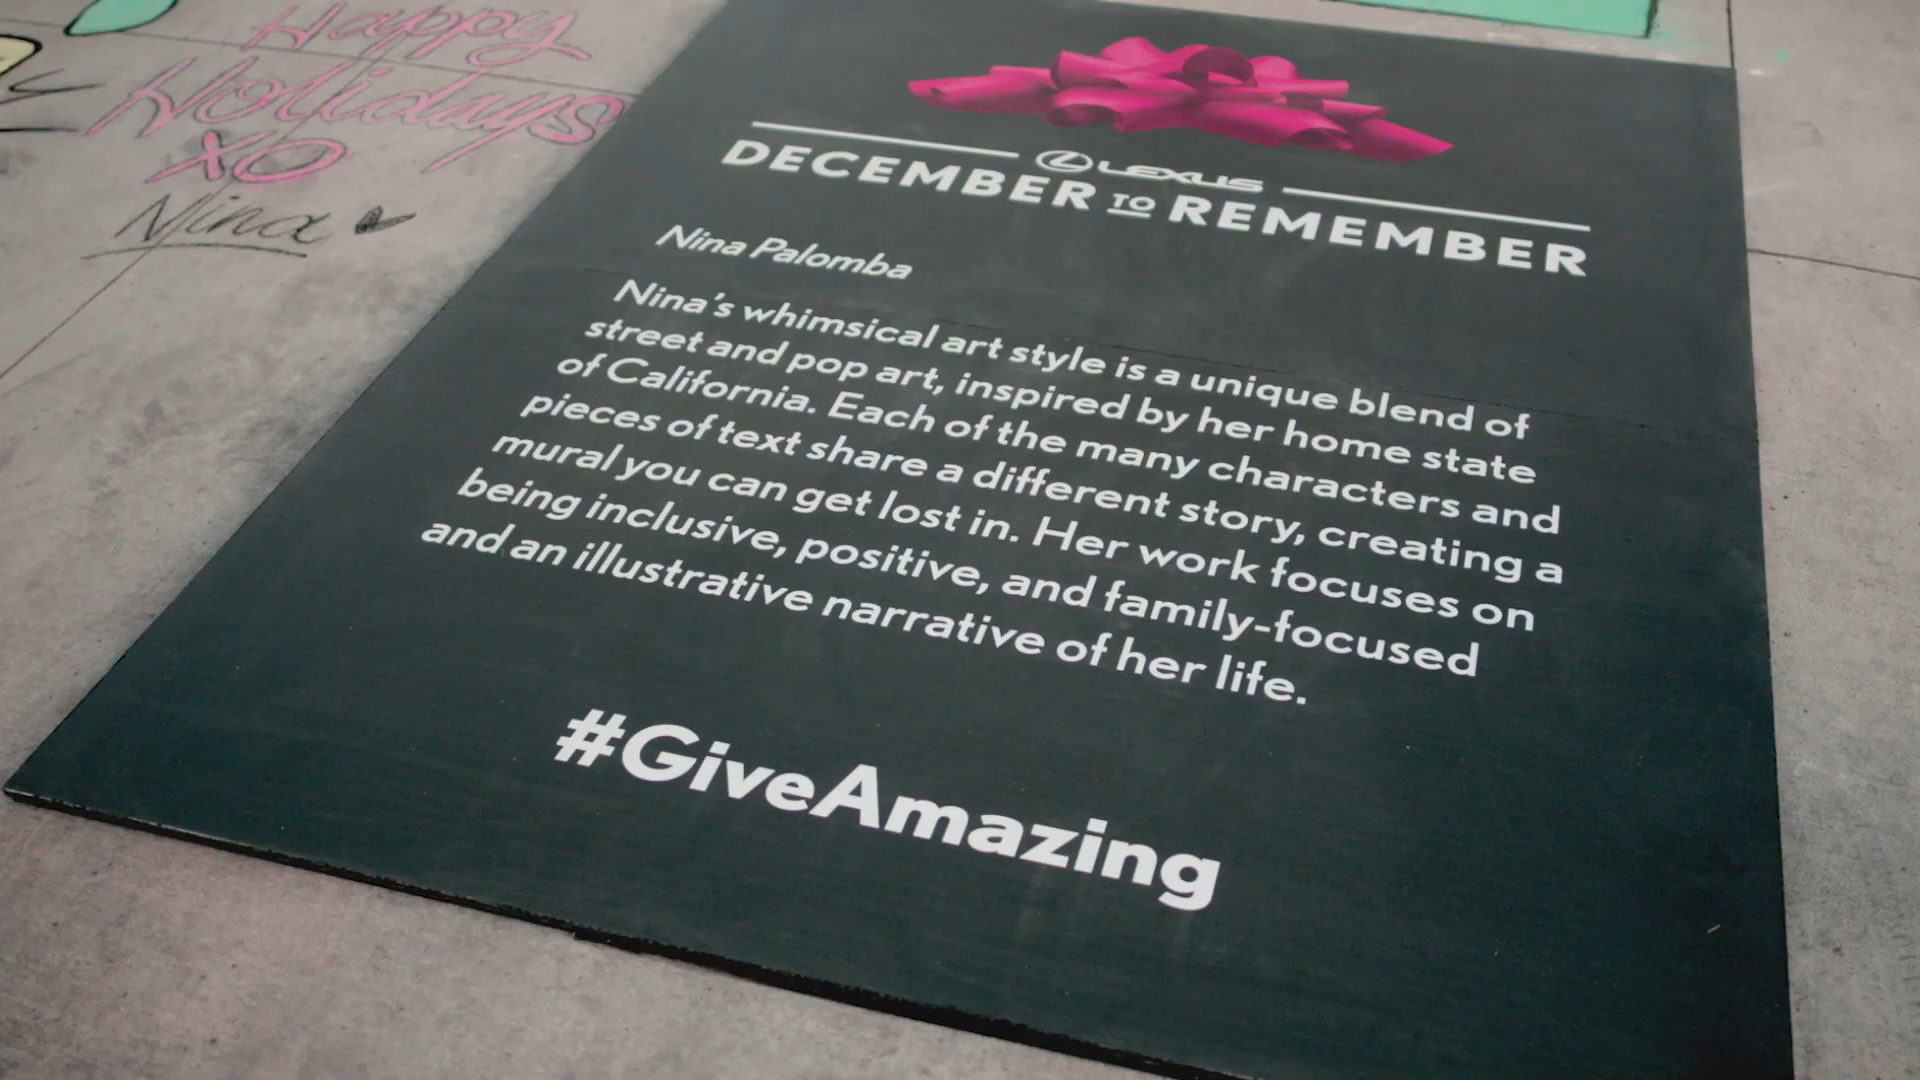 Happy
Holidays
XO
Nina
LEXUS
DECEMBER TO REMEMBER
Nina Palomba
Nina's whimsical art style is a unique blend of
street and pop art, inspired by her home state
of California. Each of the many characters and
pieces of text share a different story, creating a
mural you can get lost in. Her work focuses on
being inclusive, positive, and family-focused
and an illustrative narrative of her life.
#GiveAmazing